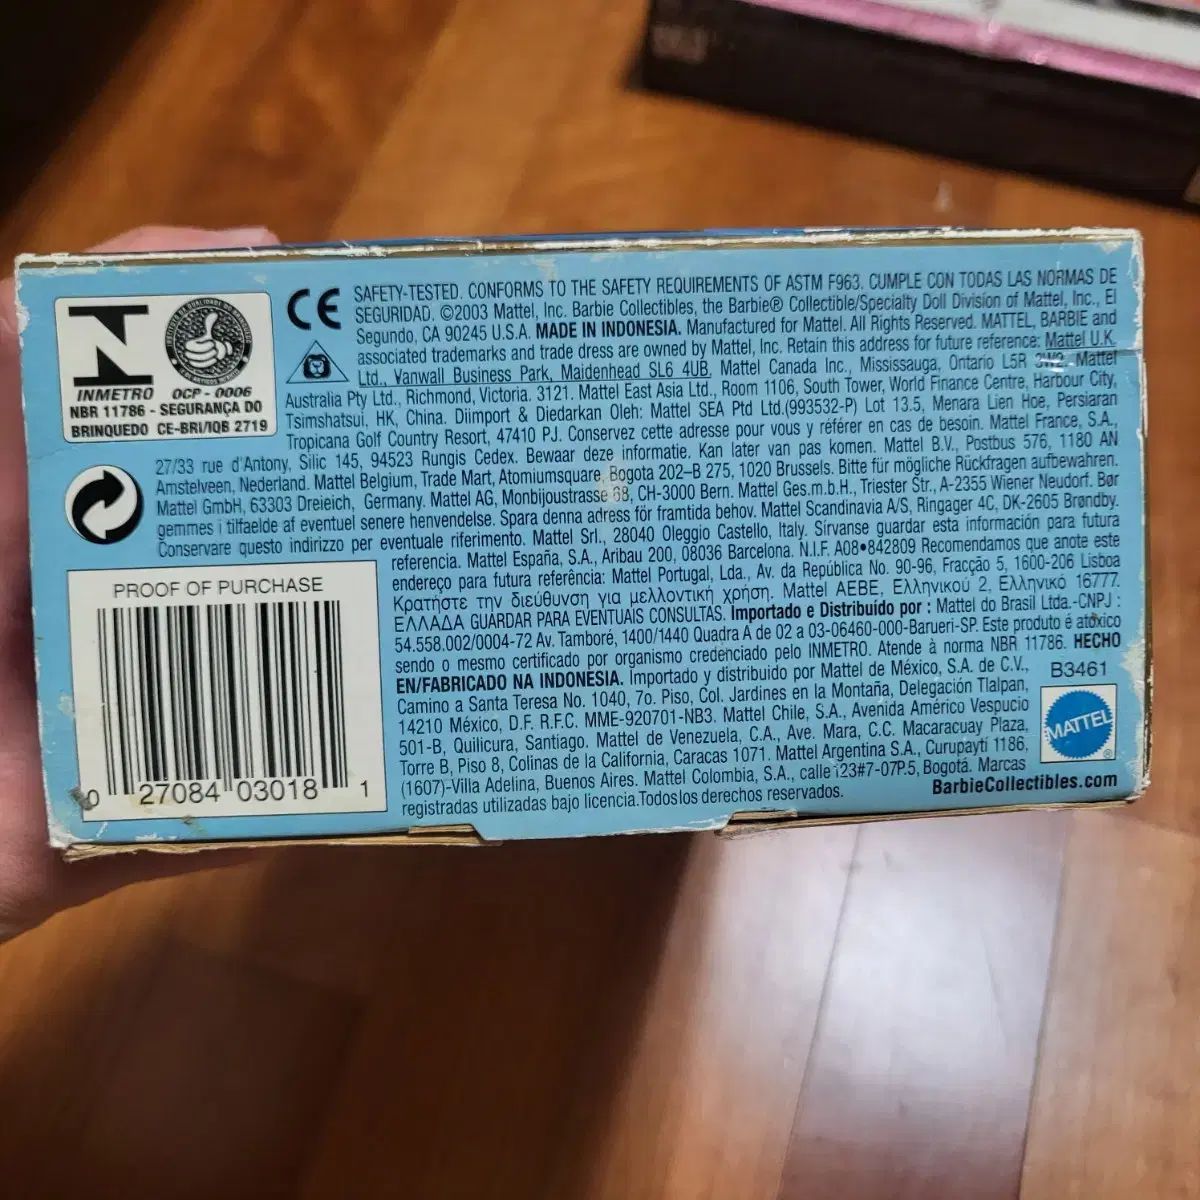 SAFETY-TESTED. CONFORMS TO THE SAFETY REQUIREMENTS OF ASTM F963. CUMPLE CON TODAS LAS NORMAS DE
SEGURIDAD. ©2003 Mattel, Inc. Barbie Collectibles, the Barbie® Collectible/Specialty Doll Division of Mattel, Inc., El
Segundo, CA 90245 U.S.A. MADE IN INDONESIA. Manufactured for Mattel. All Rights Reserved. MATTEL, BARBIE and
associated trademarks and trade dress are owned by Mattel, Inc. Retain this address for future reference: Mattel U.K.
Ltd., Vanwall Business Park, Maidenhead SL6 4UB. Mattel Canada Inc., Mississauga, Ontario L5R 3W2. Mattel
Australia Pty Ltd., Richmond, Victoria. 3121. Mattel East Asia Ltd., Room 1106, South Tower, World Finance Centre, Harbour City,
Tsimshatsui, HK, China. Diimport & Diedarkan Oleh: Mattel SEA Ptd Ltd.(993532-P) Lot 13.5, Menara Lien Hoe, Persiaran
Tropicana Golf Country Resort, 47410 PJ. Conservez cette adresse pour vous y référer en cas de besoin. Mattel France, S.A.,
27/33 rue d'Antony, Silic 145, 94523 Rungis Cedex. Bewaar deze informatie. Kan later van pas komen. Mattel B.V., Postbus 576, 1180 AN
Amstelveen, Nederland. Mattel Belgium, Trade Mart, Atomiumsquare, Bogota 202-B 275, 1020 Brussels. Bitte für mögliche Rückfragen aufbewahren.
Mattel GmbH, 63303 Dreieich, Germany. Mattel AG, Monbijoustrasse 68, CH-3000 Bern. Mattel Ges.m.b.H., Triester Str., A-2355 Wiener Neudorf. Bør
gemmes i tilfaelde af eventuel senere henvendelse. Spara denna adress för framtida behov. Mattel Scandinavia A/S, Ringager 4C, DK-2605 Brøndby.
Conservare questo indirizzo per eventuale riferimento. Mattel Srl., 28040 Oleggio Castello, Italy. Sírvanse guardar esta información para futura
referencia. Mattel España, S.A., Aribau 200, 08036 Barcelona. N.I.F. A08•842809 Recomendamos que anote este
endereço para futura referência: Mattel Portugal, Lda., Av. da República No. 90-96, Fracção 5, 1600-206 Lisboa
Κρατήστε την διεύθυνση για μελλοντική χρήση. Mattel AEBE, Ελληνικού 2, Ελληνικό 16777.
ΕΛΛΑΔΑ GUARDAR PARA EVENTUAIS CONSULTAS. Importado e Distribuído por : Mattel do Brasil Ltda.-CNPJ :
54.558.002/0004-72 Av. Tamboré, 1400/1440 Quadra A de 02 a 03-06460-000-Barueri-SP. Este produto é atóxico
sendo o mesmo certificado por organismo credenciado pelo INMETRO. Atende à norma NBR 11786. HECHO
EN/FABRICADO NA INDONESIA. Importado y distribuido por Mattel de México, S.A. de C.V.,
Camino a Santa Teresa No. 1040, 7o. Piso, Col. Jardines en la Montaña, Delegación Tlalpan,
14210 México, D.F. R.F.C. MME-920701-NB3. Mattel Chile, S.A., Avenida Américo Vespucio
501-B, Quilicura, Santiago. Mattel de Venezuela, C.A., Ave. Mara, C.C. Macaracuay Plaza,
Torre B, Piso 8, Colinas de la California, Caracas 1071. Mattel Argentina S.A., Curupaytí 1186,
(1607)-Villa Adelina, Buenos Aires. Mattel Colombia, S.A., calle 123#7-07P.5, Bogotá. Marcas
registradas utilizadas bajo licencia.Todos los derechos reservados.
CE
INMETRO OCP - 0006
NBR 11786 - SEGURANÇA DO
BRINQUEDO CE-BRI/IQB 2719
PROOF OF PURCHASE
0 27084 03018 1
B3461
MATTEL®
BarbieCollectibles.com